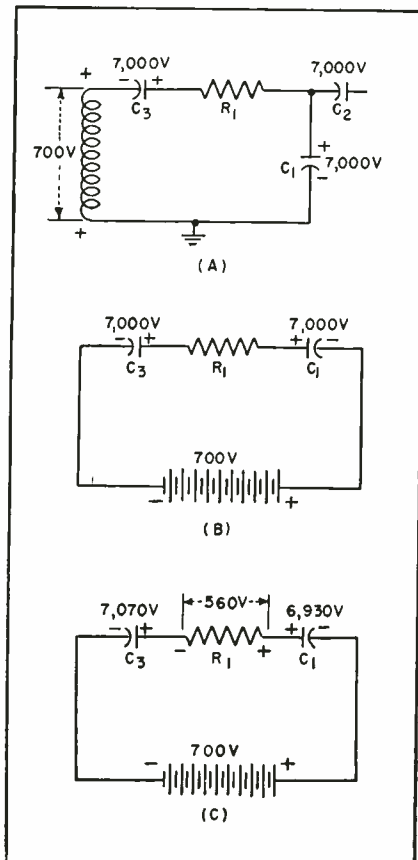 7,000V 7,000V
+ - + 
C3 R1 C2
700V + 7,000V
C1 -
+
(A)
7,000V 7,000V
- + + -
C3 R1 C1
700V
- +
(B)
7,070V 560V 6,930V
- + - + + -
C3 R1 C1
700V
- +
(C)